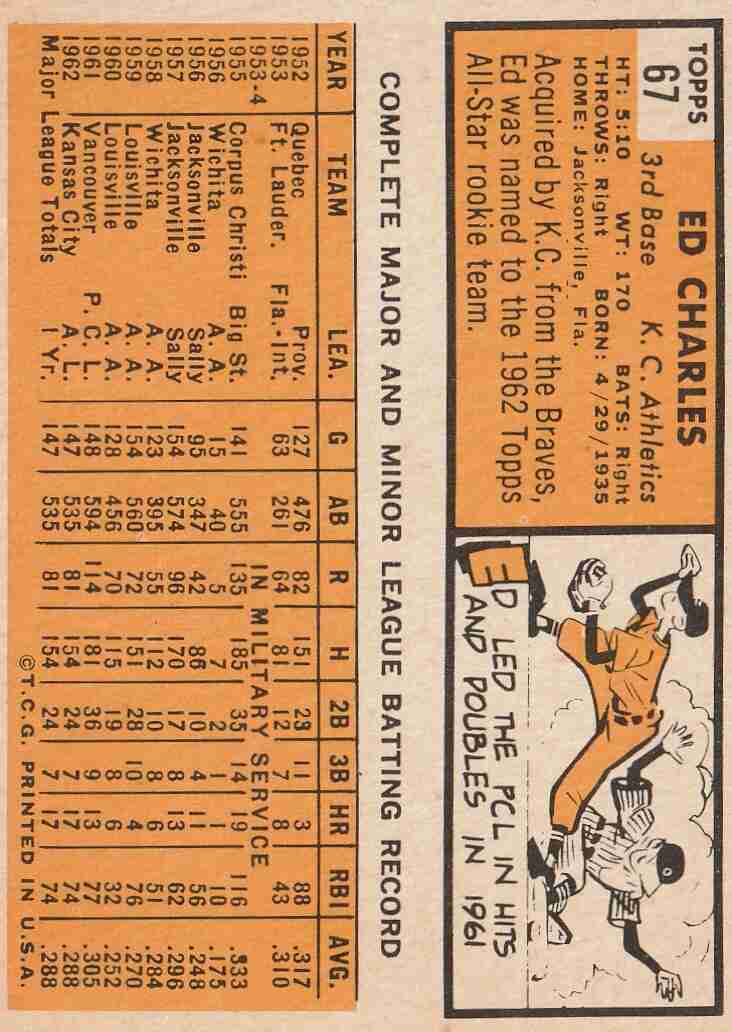 TOPPS
67
ED CHARLES
3rd Base K. C. Athletics
HT: 5:10 WT: 170 BATS: Right
THROWS: Right BORN: 4/29/1935
HOME: Jacksonville, Fla.
Acquired by K.C. from the Braves,
Ed was named to the 1962 Topps
All-Star rookie team.
ED LED THE PCL IN HITS
AND DOUBLES IN 1961
COMPLETE MAJOR AND MINOR LEAGUE BATTING RECORD
YEAR TEAM LEA. G AB R H 2B 3B HR RBI AVG.
1952 Quebec Prov. 127 476 82 151 23 11 3 88 .317
1953 Ft. Lauder. Fla.-Int. 63 261 64 81 12 7 8 43 .310
1953-4 IN MILITARY SERVICE
1955 Corpus Christi Big St. 141 555 135 185 35 14 19 116 .333
1956 Wichita A. A. 15 40 5 7 2 1 1 10 .175
1956 Jacksonville Sally 95 347 42 86 10 4 11 56 .248
1957 Jacksonville Sally 154 574 96 170 17 8 13 62 .296
1958 Wichita A. A. 123 395 55 112 10 8 6 51 .284
1959 Louisville A. A. 154 560 72 151 28 10 4 76 .270
1960 Louisville A. A. 128 456 70 115 19 8 6 32 .252
1961 Vancouver P. C. L. 148 594 114 181 36 9 13 77 .305
1962 Kansas City A. L. 147 535 81 154 24 7 17 74 .288
Major League Totals 1 Yr. 147 535 81 154 24 7 17 74 .288
©T.C.G. PRINTED IN U.S.A.